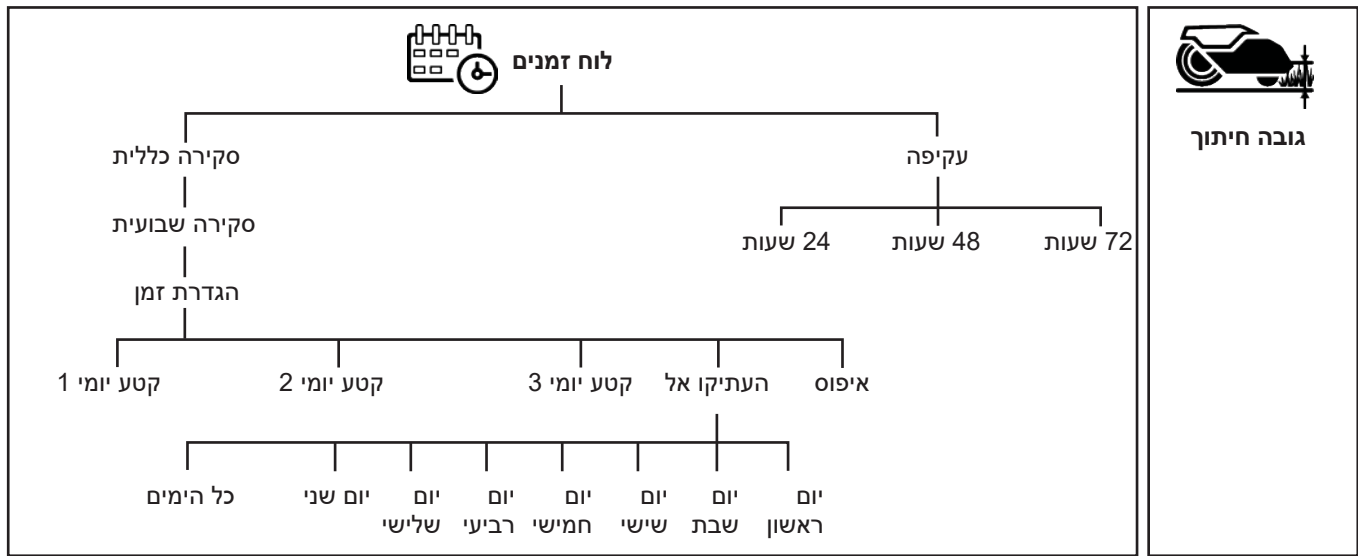 לוח זמנים
סקירה כללית
עקיפה
סקירה שבועית
24 שעות
48 שעות
72 שעות
הגדרת זמן
קטע יומי 1
קטע יומי 2
קטע יומי 3
העתיקו אל
איפוס
כל הימים
יום שני
יום
שלישי
יום
רביעי
יום
חמישי
יום
שישי
יום
שבת
יום
ראשון
גובה חיתוך